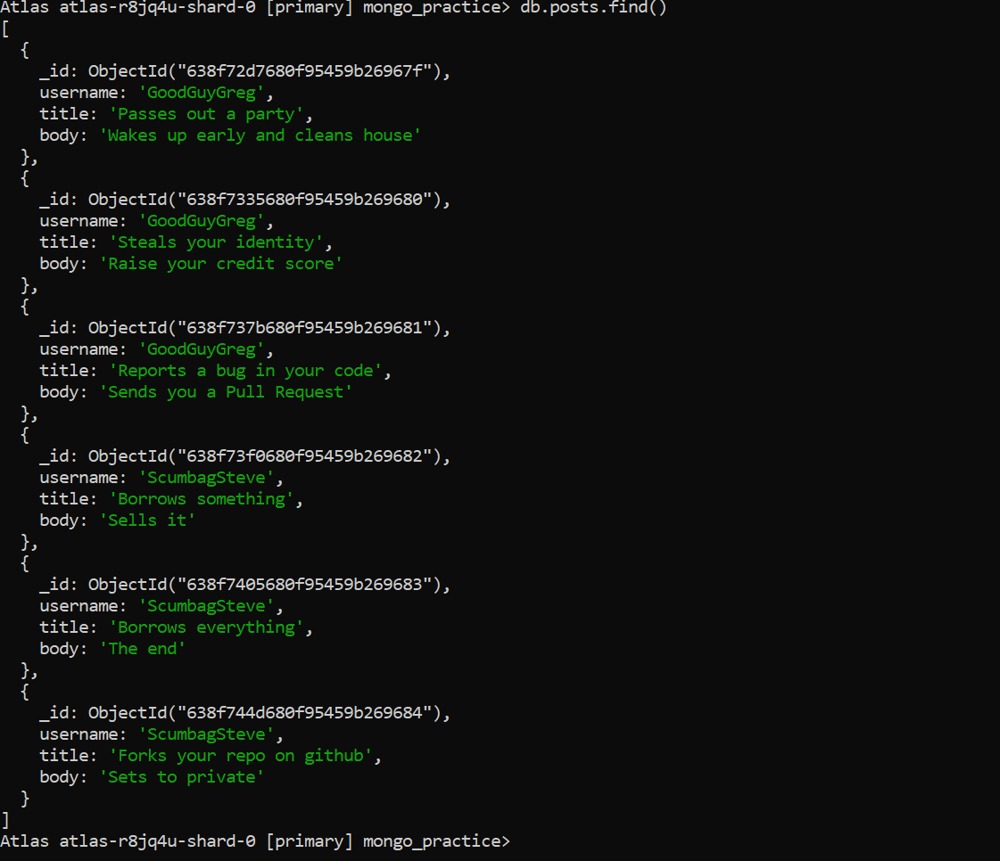 Atlas atlas-r8jq4u-shard-0 [primary] mongo_practice> db.posts.find()
[
  {
    _id: ObjectId("638f72d7680f95459b26967f"),
    username: 'GoodGuyGreg',
    title: 'Passes out a party',
    body: 'Wakes up early and cleans house'
  },
  {
    _id: ObjectId("638f7335680f95459b269680"),
    username: 'GoodGuyGreg',
    title: 'Steals your identity',
    body: 'Raise your credit score'
  },
  {
    _id: ObjectId("638f737b680f95459b269681"),
    username: 'GoodGuyGreg',
    title: 'Reports a bug in your code',
    body: 'Sends you a Pull Request'
  },
  {
    _id: ObjectId("638f73f0680f95459b269682"),
    username: 'ScumbagSteve',
    title: 'Borrows something',
    body: 'Sells it'
  },
  {
    _id: ObjectId("638f7405680f95459b269683"),
    username: 'ScumbagSteve',
    title: 'Borrows everything',
    body: 'The end'
  },
  {
    _id: ObjectId("638f744d680f95459b269684"),
    username: 'ScumbagSteve',
    title: 'Forks your repo on github',
    body: 'Sets to private'
  }
]
Atlas atlas-r8jq4u-shard-0 [primary] mongo_practice>